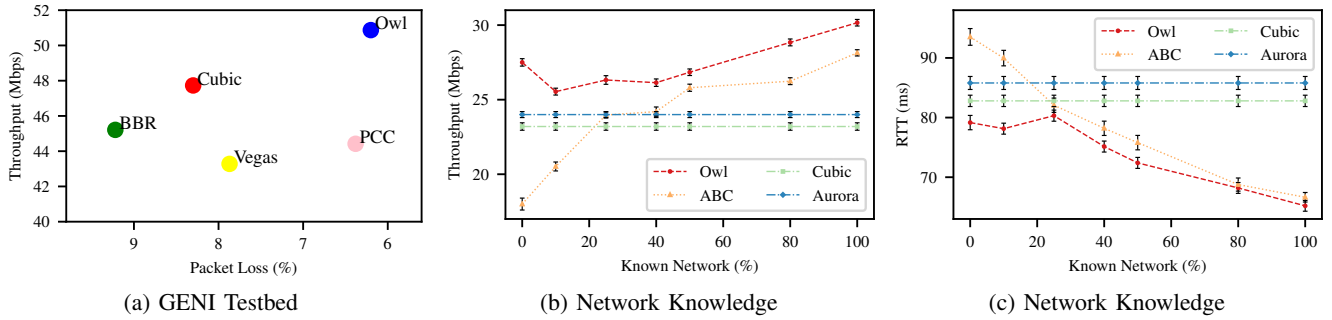 52
50
48
46
44
42
40
Throughput (Mbps)
Owl
Cubic
BBR
PCC
Vegas
9
8
7
6
Packet Loss (%)
(a) GENI Testbed
30
25
20
Throughput (Mbps)
Owl
ABC
Cubic
Aurora
0
20
40
60
80
100
Known Network (%)
(b) Network Knowledge
90
80
70
RTT (ms)
Owl
ABC
Cubic
Aurora
0
20
40
60
80
100
Known Network (%)
(c) Network Knowledge